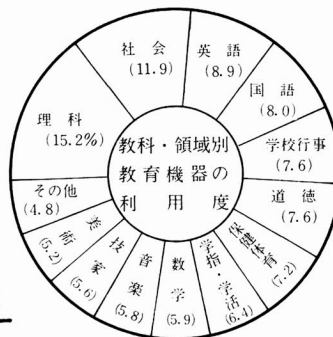 教科・領域別
教育機器の
利用度
理科
(15.2%)
社会
(11.9)
英語
(8.9)
国語
(8.0)
学校行事
(7.6)
道徳
(7.6)
保健体育
(7.2)
学指・学活
(6.4)
数学
(5.9)
音楽
(5.8)
技家
(5.6)
美術
(5.2)
その他
(4.8)